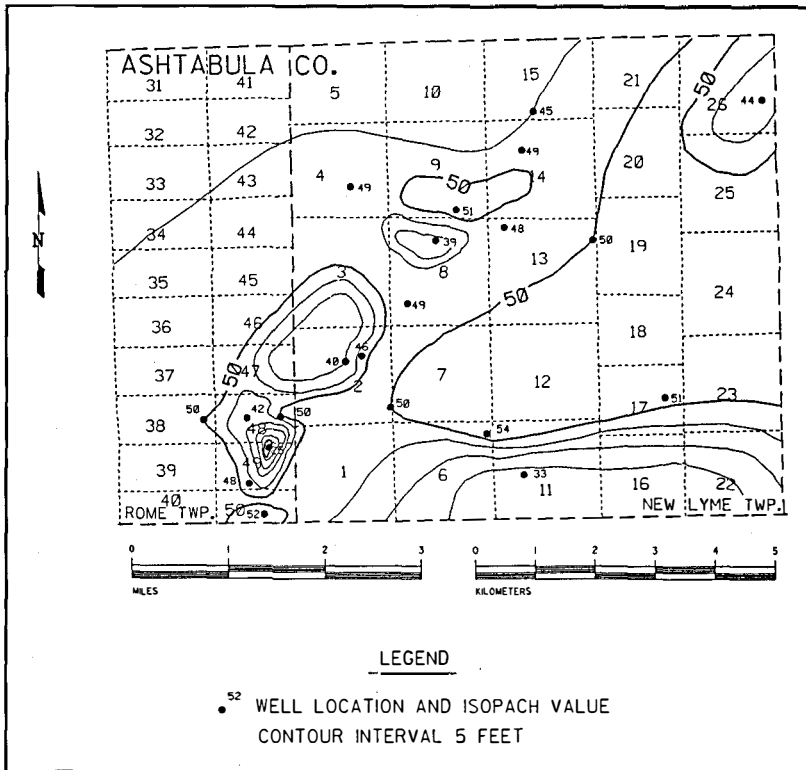 ASHTABULA CO.
31 41 5 10 15 21 50 26 44
45
32 42
49
9
20
33 43 4 49 50 14 25
51
34 44 39 48
N 50 19
3 8 13
35 45 50 24
49
36 46
18
46
40
37 50 47 2 7 12
51 23
50 42 50 50 17
38 48 54
49 1 6 33
39 48 11 16 22
40
ROME TWP. 50 52 NEW LYME TWP.
0 1 2 3 0 1 2 3 4 5
MILES KILOMETERS
LEGEND
52 WELL LOCATION AND ISOPACH VALUE
CONTOUR INTERVAL 5 FEET